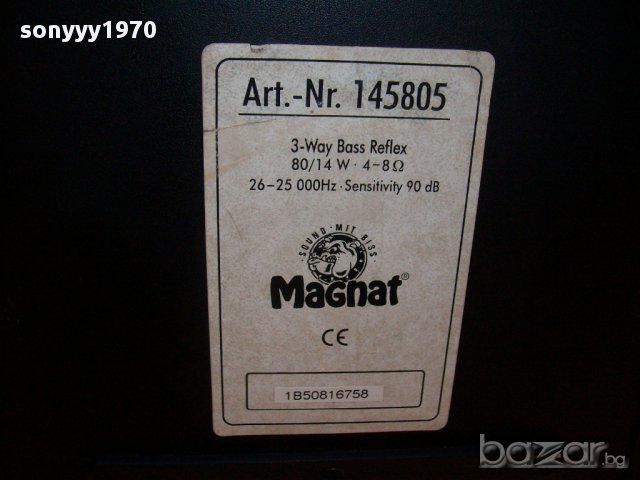 sonyyy1970
Art.-Nr. 145805
3-Way Bass Reflex
80/14 W · 4-8 Ω
26-25 000Hz · Sensitivity 90 dB
SOUND · MIT BISS
Magnat®
CE
1B50816758
bazar.bg